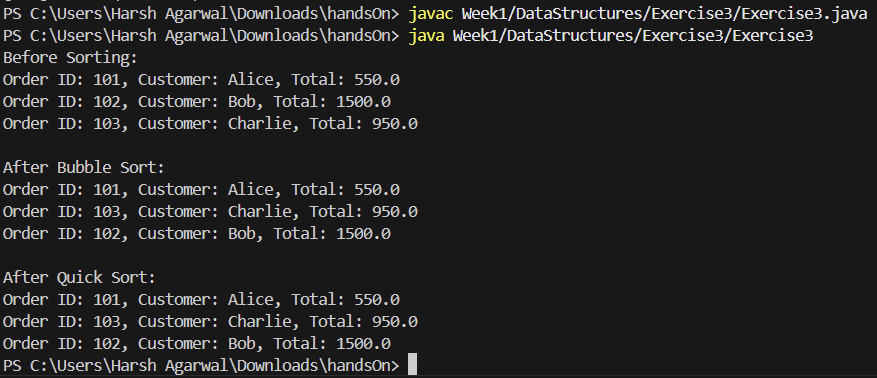 PS C:\Users\Harsh Agarwal\Downloads\handsOn> javac Week1/DataStructures/Exercise3/Exercise3.java
PS C:\Users\Harsh Agarwal\Downloads\handsOn> java Week1/DataStructures/Exercise3/Exercise3
Before Sorting:
Order ID: 101, Customer: Alice, Total: 550.0
Order ID: 102, Customer: Bob, Total: 1500.0
Order ID: 103, Customer: Charlie, Total: 950.0

After Bubble Sort:
Order ID: 101, Customer: Alice, Total: 550.0
Order ID: 103, Customer: Charlie, Total: 950.0
Order ID: 102, Customer: Bob, Total: 1500.0

After Quick Sort:
Order ID: 101, Customer: Alice, Total: 550.0
Order ID: 103, Customer: Charlie, Total: 950.0
Order ID: 102, Customer: Bob, Total: 1500.0
PS C:\Users\Harsh Agarwal\Downloads\handsOn>